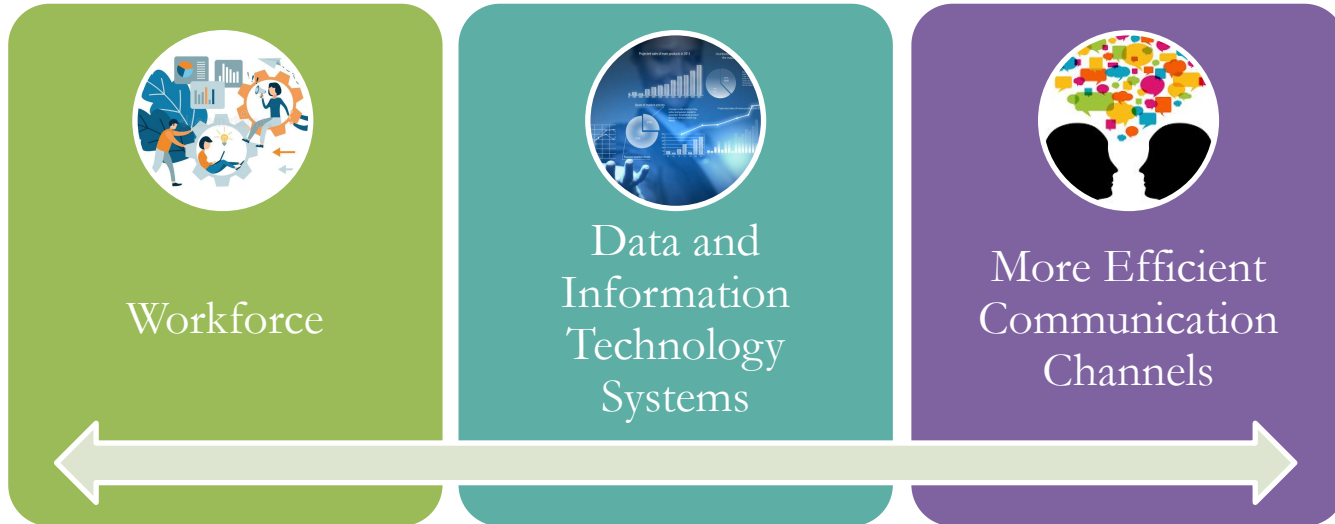 Workforce
Data and
Information
Technology
Systems
More Efficient
Communication
Channels